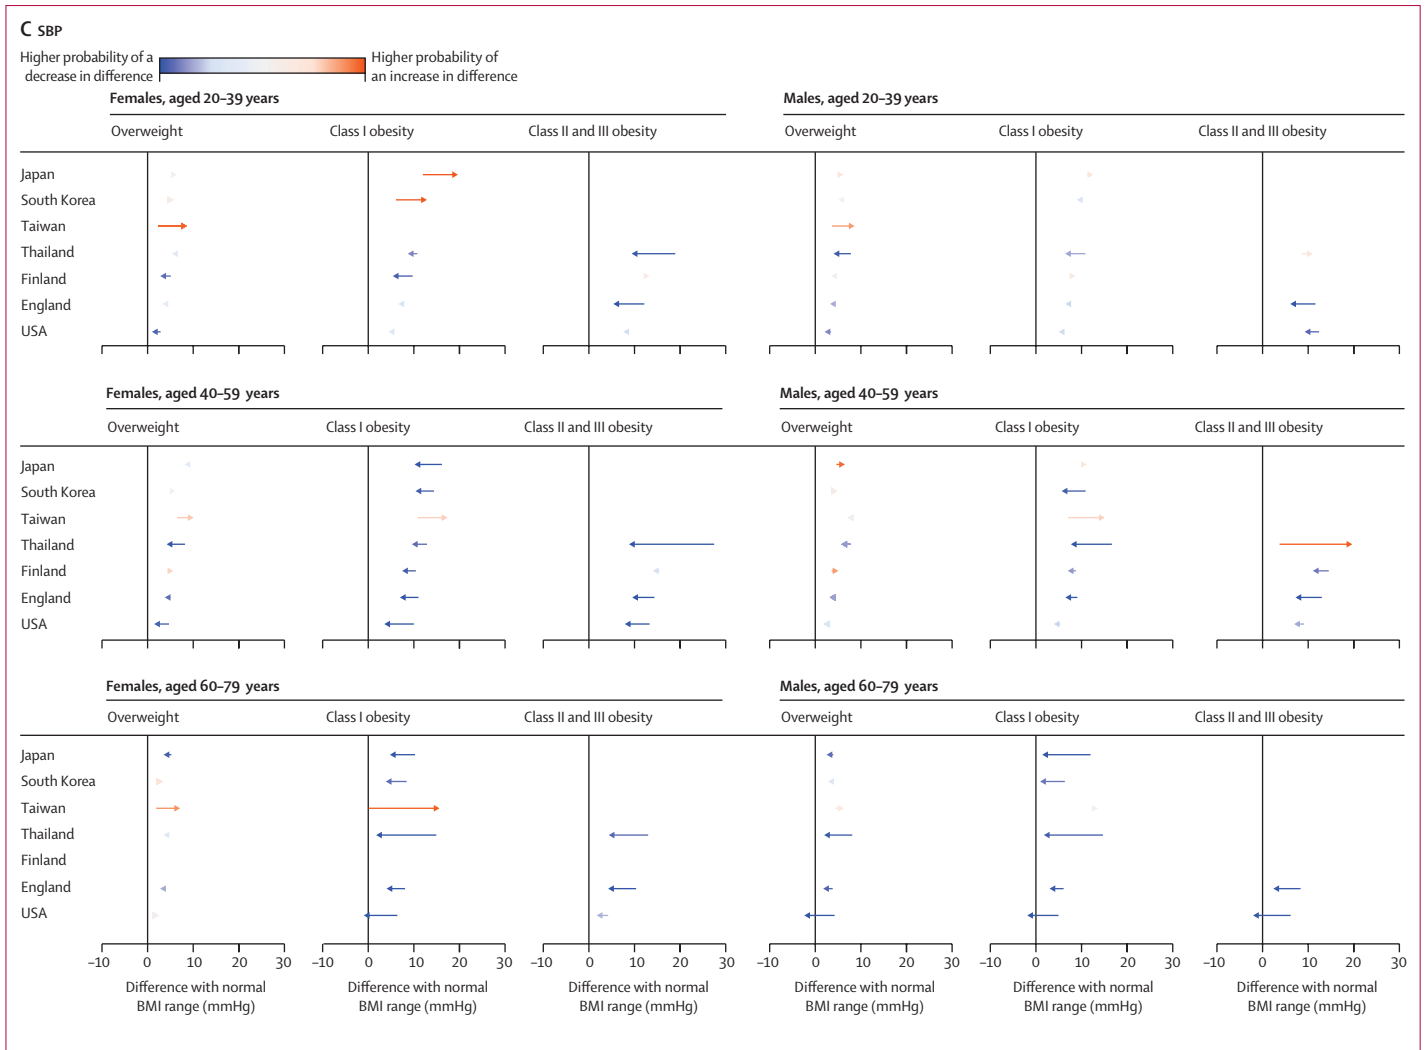 C SBP
Higher probability of a
decrease in difference
Higher probability of
an increase in difference
Females, aged 20–39 years
Males, aged 20–39 years
Overweight
Class I obesity
Class II and III obesity
Overweight
Class I obesity
Class II and III obesity
Japan
South Korea
Taiwan
Thailand
Finland
England
USA
Females, aged 40–59 years
Males, aged 40–59 years
Overweight
Class I obesity
Class II and III obesity
Overweight
Class I obesity
Class II and III obesity
Japan
South Korea
Taiwan
Thailand
Finland
England
USA
Females, aged 60–79 years
Males, aged 60–79 years
Overweight
Class I obesity
Class II and III obesity
Overweight
Class I obesity
Class II and III obesity
Japan
South Korea
Taiwan
Thailand
Finland
England
USA
–10 0 10 20 30
–10 0 10 20 30
–10 0 10 20 30
–10 0 10 20 30
–10 0 10 20 30
–10 0 10 20 30
Difference with normal
BMI range (mmHg)
Difference with normal
BMI range (mmHg)
Difference with normal
BMI range (mmHg)
Difference with normal
BMI range (mmHg)
Difference with normal
BMI range (mmHg)
Difference with normal
BMI range (mmHg)